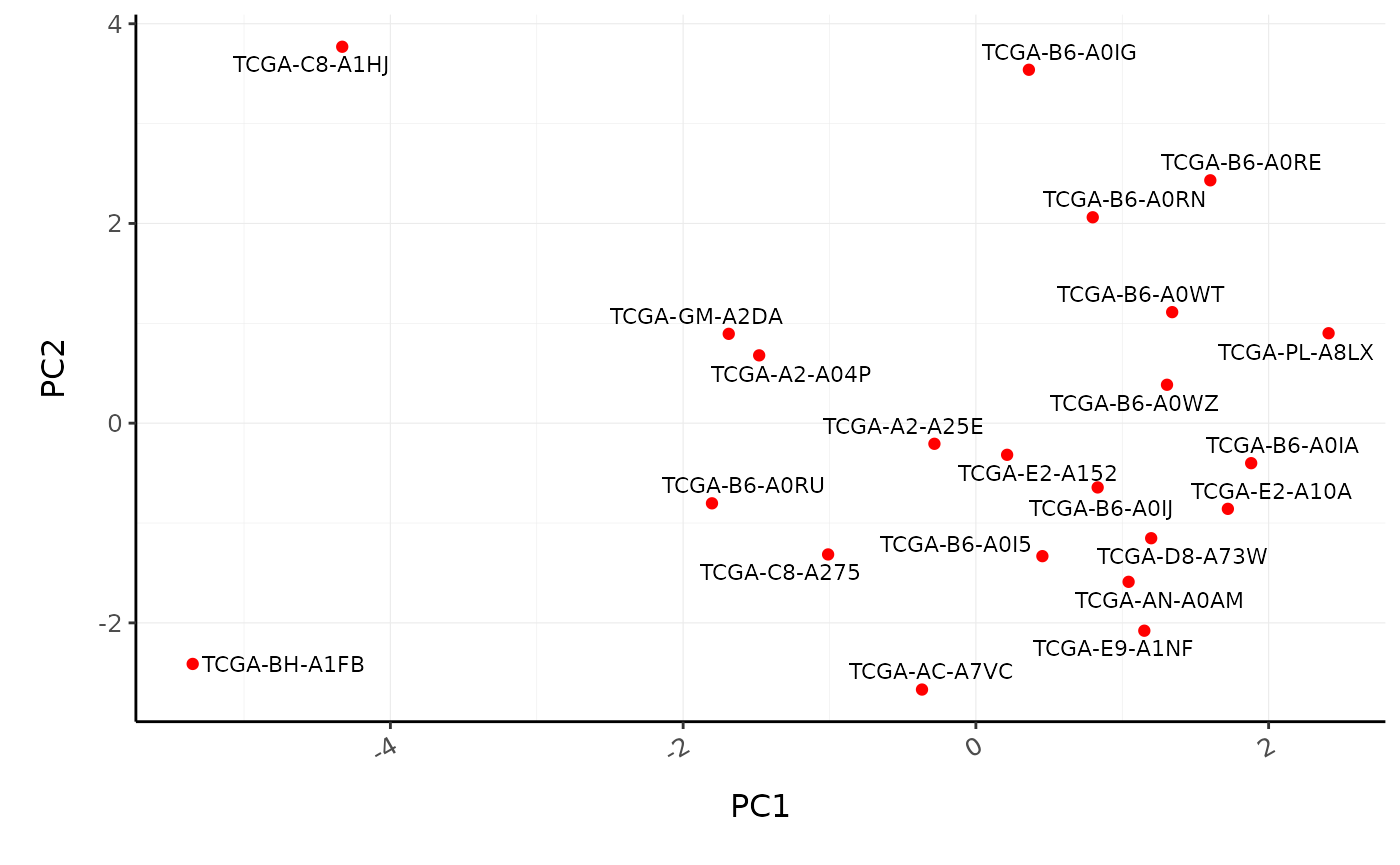 4
TCGA-C8-A1HJ
TCGA-B6-A0IG
TCGA-B6-A0RE
TCGA-B6-A0RN
2
TCGA-B6-A0WT
TCGA-GM-A2DA
TCGA-PL-A8LX
PC2
TCGA-A2-A04P
TCGA-B6-A0WZ
0
TCGA-A2-A25E
TCGA-B6-A0IA
TCGA-E2-A152
TCGA-B6-A0RU
TCGA-E2-A10A
TCGA-B6-A0IJ
TCGA-B6-A0I5
TCGA-D8-A73W
TCGA-C8-A275
TCGA-AN-A0AM
-2
TCGA-E9-A1NF
TCGA-BH-A1FB
TCGA-AC-A7VC
-4
-2
0
2
PC1